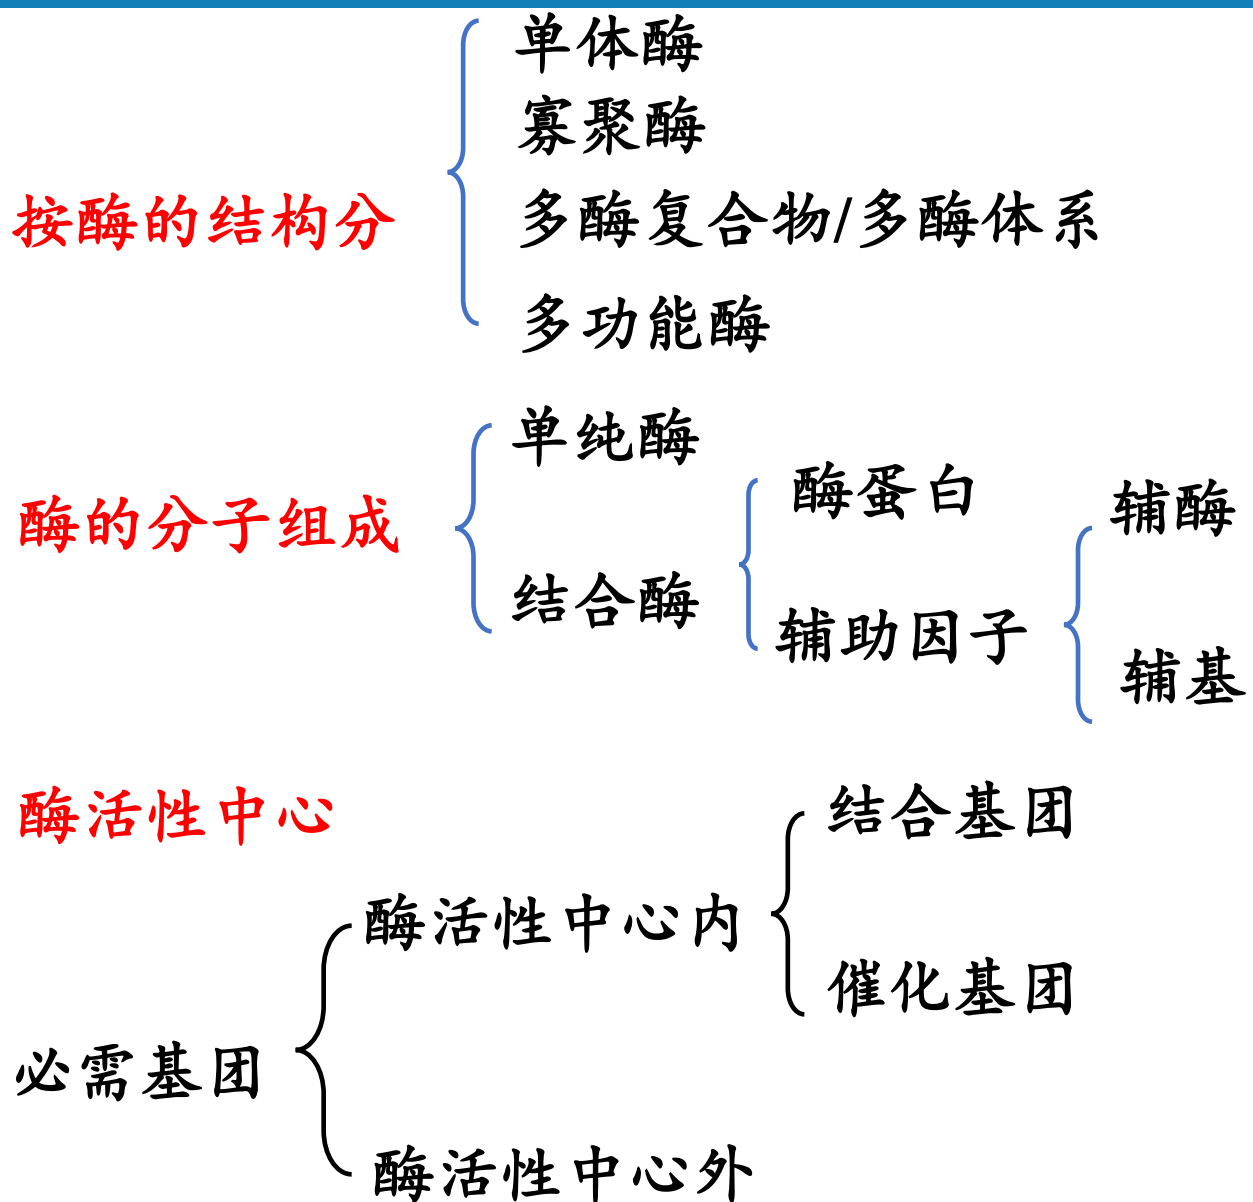 单体酶
寡聚酶
按酶的结构分
多酶复合物/多酶体系
多功能酶
单纯酶
酶的分子组成
酶蛋白
辅酶
结合酶
辅助因子
辅基
酶活性中心
结合基团
酶活性中心内
催化基团
必需基团
酶活性中心外